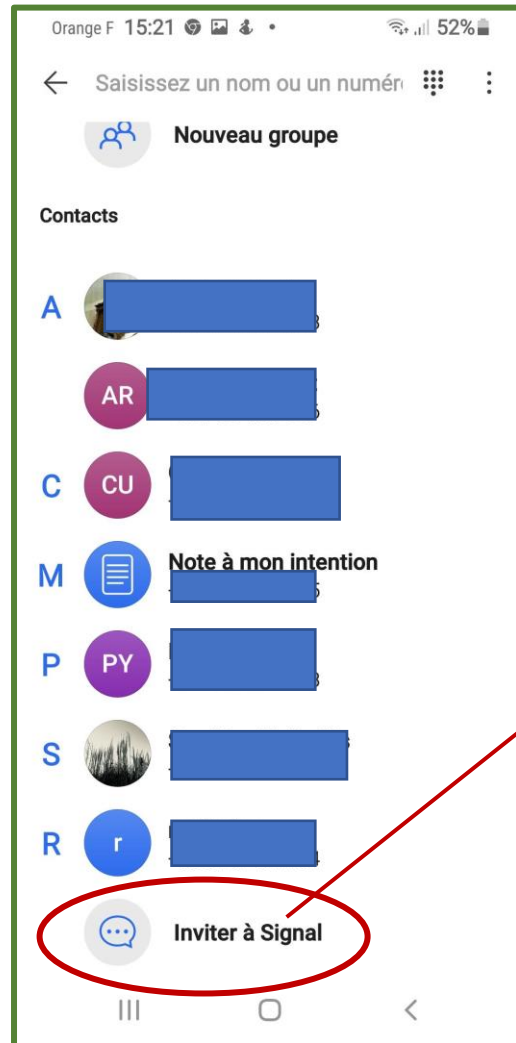 Orange F 15:21 52%
Saisissez un nom ou un numér
Nouveau groupe
Contacts
A
AR
C CU
Note à mon intention
M
P PY
S
R r
Inviter à Signal